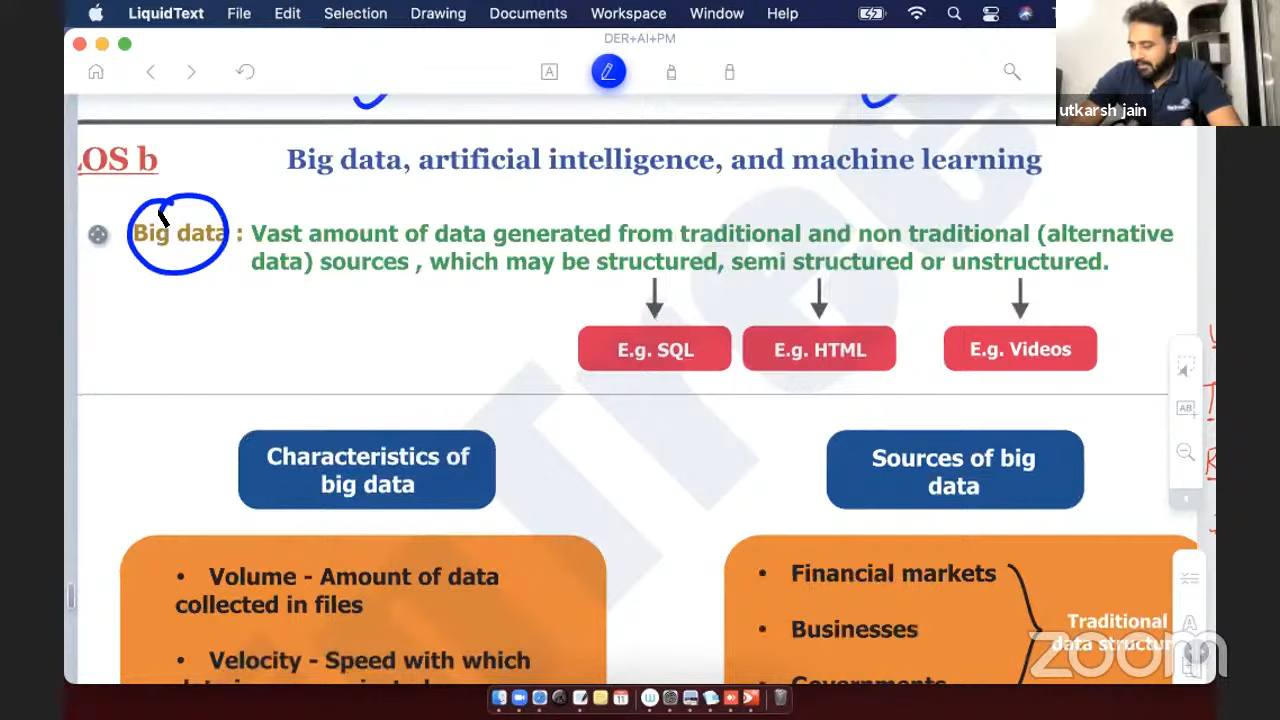 LiquidText File Edit Selection Drawing Documents Workspace Window Help
DER+AI+PM
utkarsh jain
LOS b Big data, artificial intelligence, and machine learning
Big data : Vast amount of data generated from traditional and non traditional (alternative
data) sources , which may be structured, semi structured or unstructured.
E.g. SQL E.g. HTML E.g. Videos
Characteristics of
big data
Sources of big
data
• Volume - Amount of data
collected in files
• Velocity - Speed with which
• Financial markets
• Businesses
Governments
Traditional
data structur
zoom